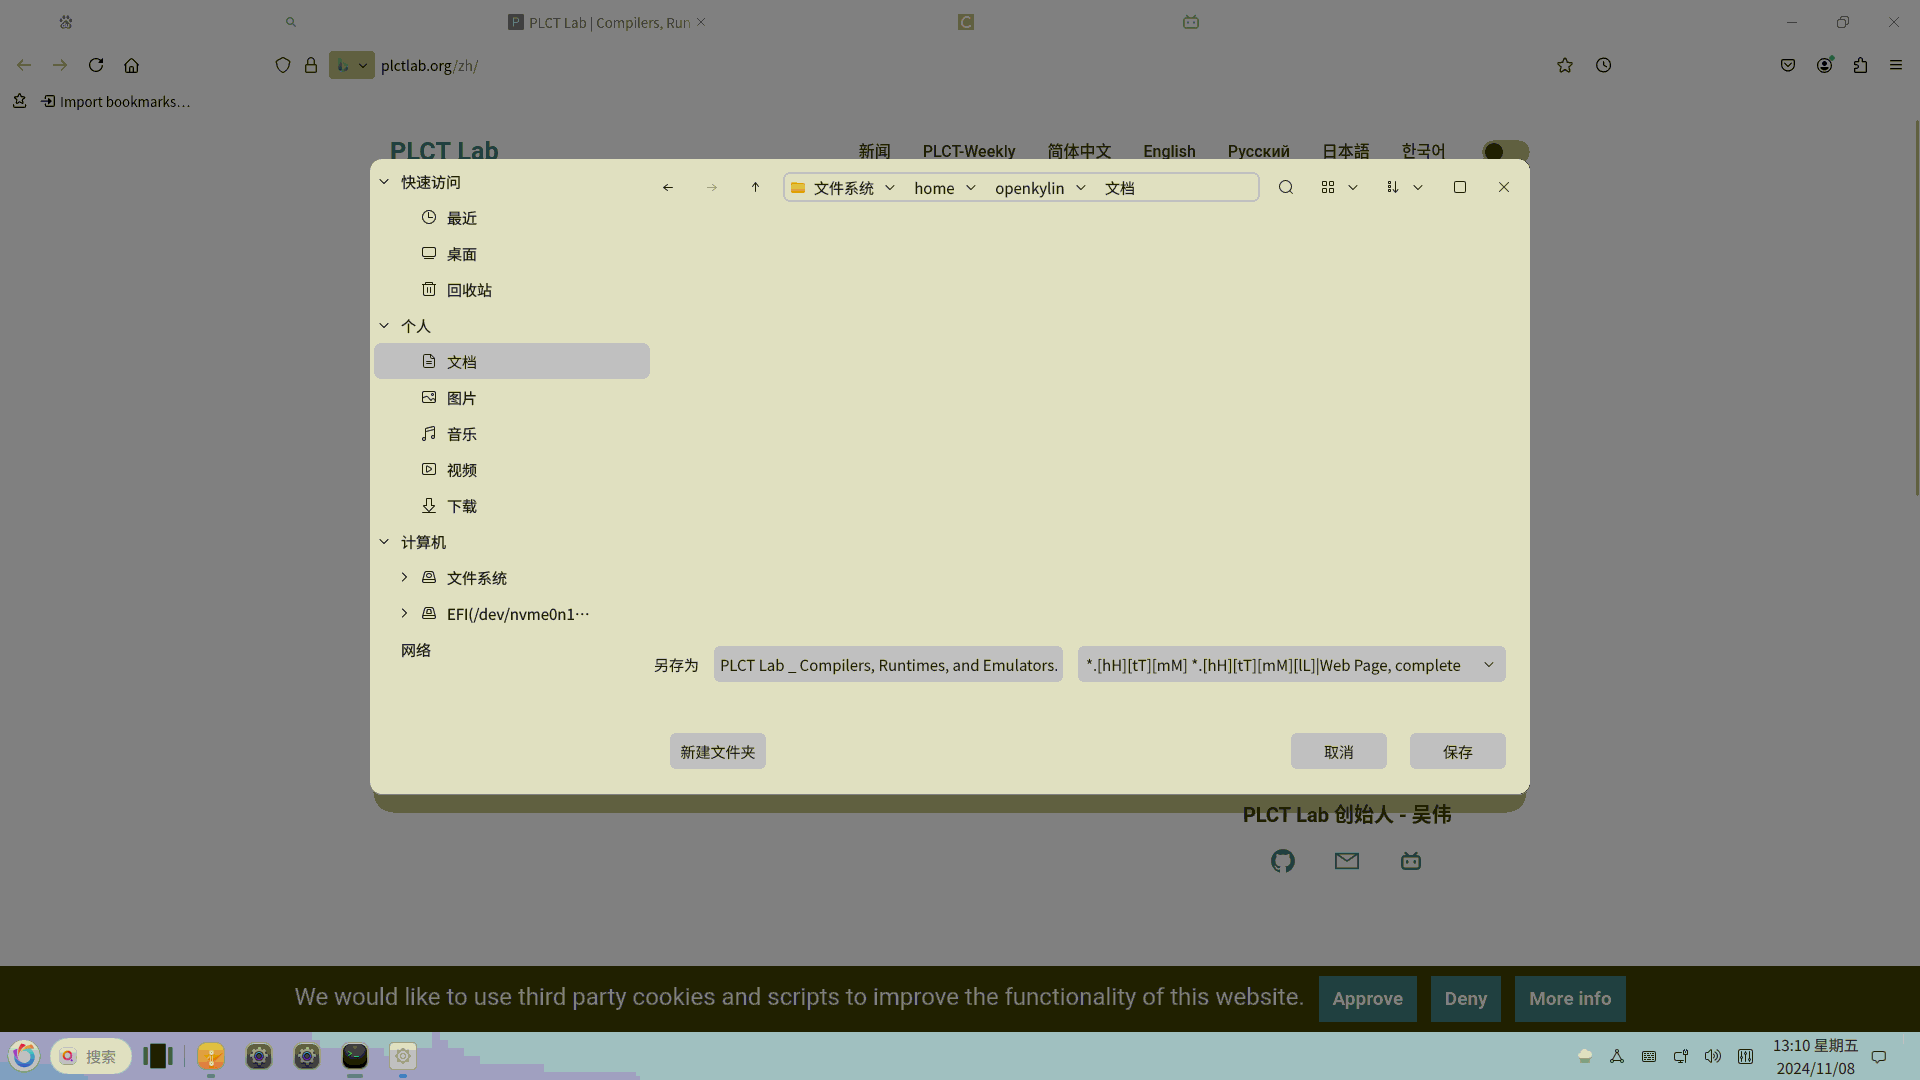 PLCT Lab | Compilers, Run
plctlab.org/zh/
Import bookmarks...
PLCT Lab
新闻 PLCT-Weekly 简体中文 English Русский 日本語 한국어
快速访问
文件系统 home openkylin 文档
最近
桌面
回收站
个人
文档
图片
音乐
视频
下载
计算机
文件系统
EFI(/dev/nvme0n1···
网络
另存为 PLCT Lab _ Compilers, Runtimes, and Emulators. *.[hH][tT][mM] *.[hH][tT][mM][lL]|Web Page, complete
新建文件夹 取消 保存
PLCT Lab 创始人 - 吴伟
We would like to use third party cookies and scripts to improve the functionality of this website. Approve Deny More info
搜索
13:10 星期五
2024/11/08